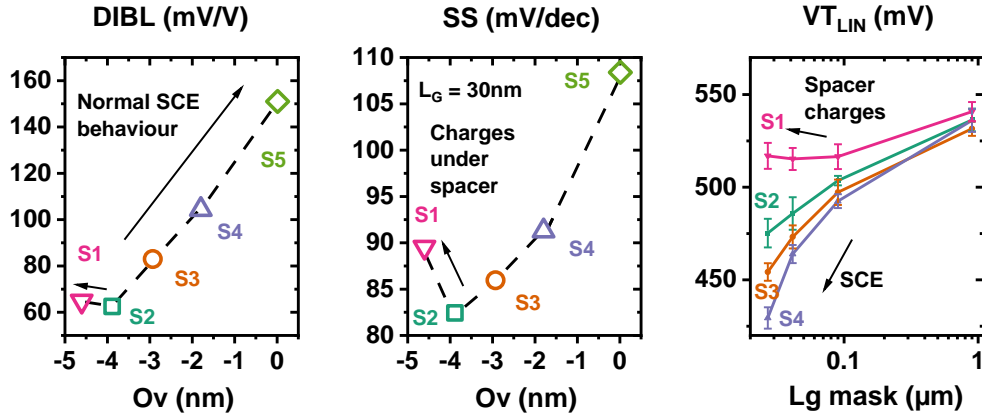 DIBL (mV/V)
160
140
120
100
80
60
Normal SCE
behaviour
S1
S2
S3
S4
S5
-5 -4 -3 -2 -1 0
Ov (nm)
SS (mV/dec)
110
105
100
95
90
85
80
L_G = 30nm
Charges
under
spacer
S1
S2
S3
S4
S5
-5 -4 -3 -2 -1 0
Ov (nm)
VT_LIN (mV)
550
500
450
Spacer
charges
S1
S2
S3
S4
SCE
0.1 1
Lg mask (µm)